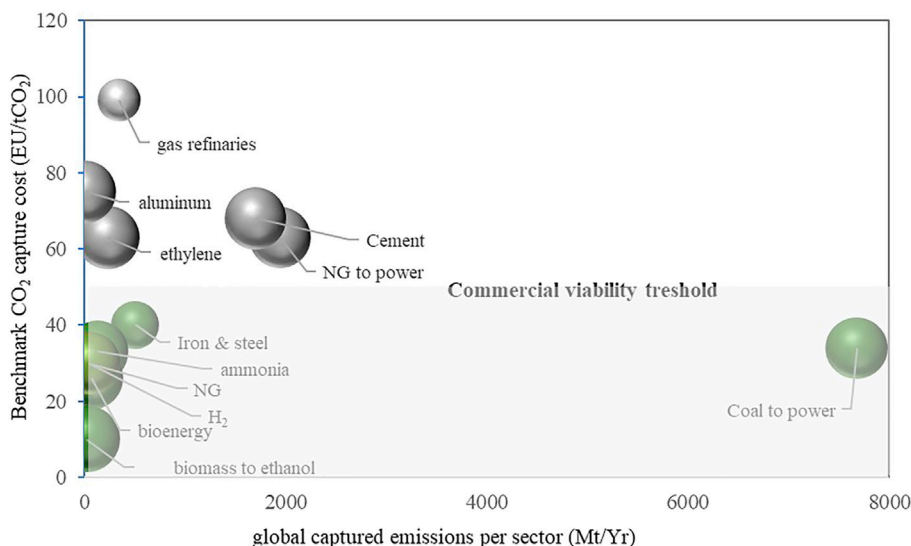 120
100
80
60
40
20
0
Benchmark CO₂ capture cost (EU/tCO₂)
gas refinaries
aluminum
ethylene
Cement
NG to power
Commercial viability treshold
Iron & steel
ammonia
NG
H₂
bioenergy
biomass to ethanol
Coal to power
0 2000 4000 6000 8000
global captured emissions per sector (Mt/Yr)